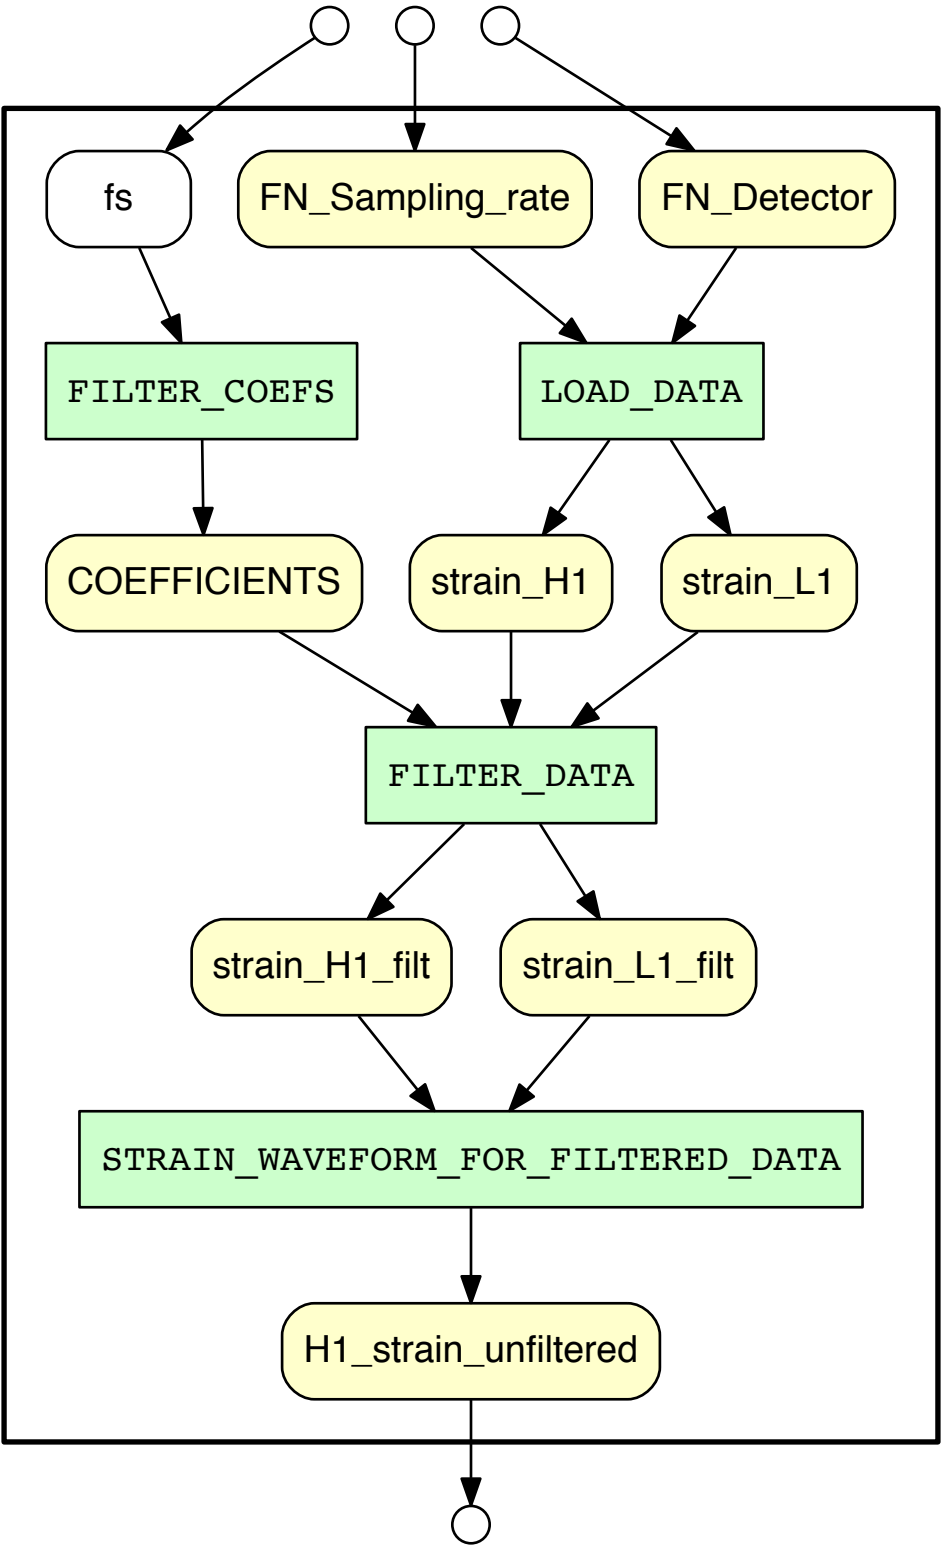 fs
FN_Sampling_rate
FN_Detector
FILTER_COEFS
LOAD_DATA
COEFFICIENTS
strain_H1
strain_L1
FILTER_DATA
strain_H1_filt
strain_L1_filt
STRAIN_WAVEFORM_FOR_FILTERED_DATA
H1_strain_unfiltered